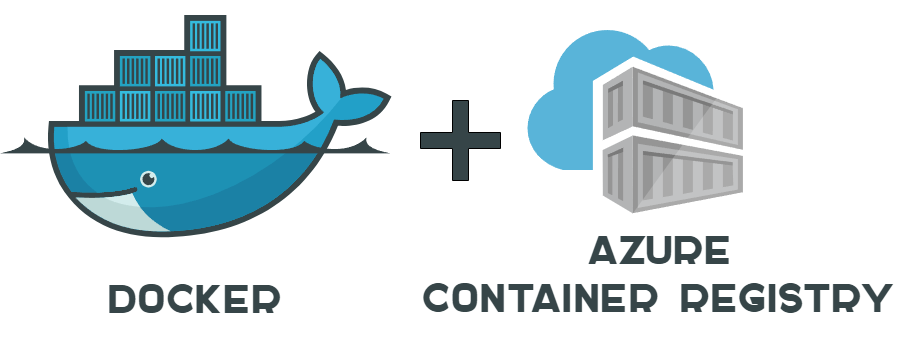 DOCKER
AZURE
CONTAINER REGISTRY